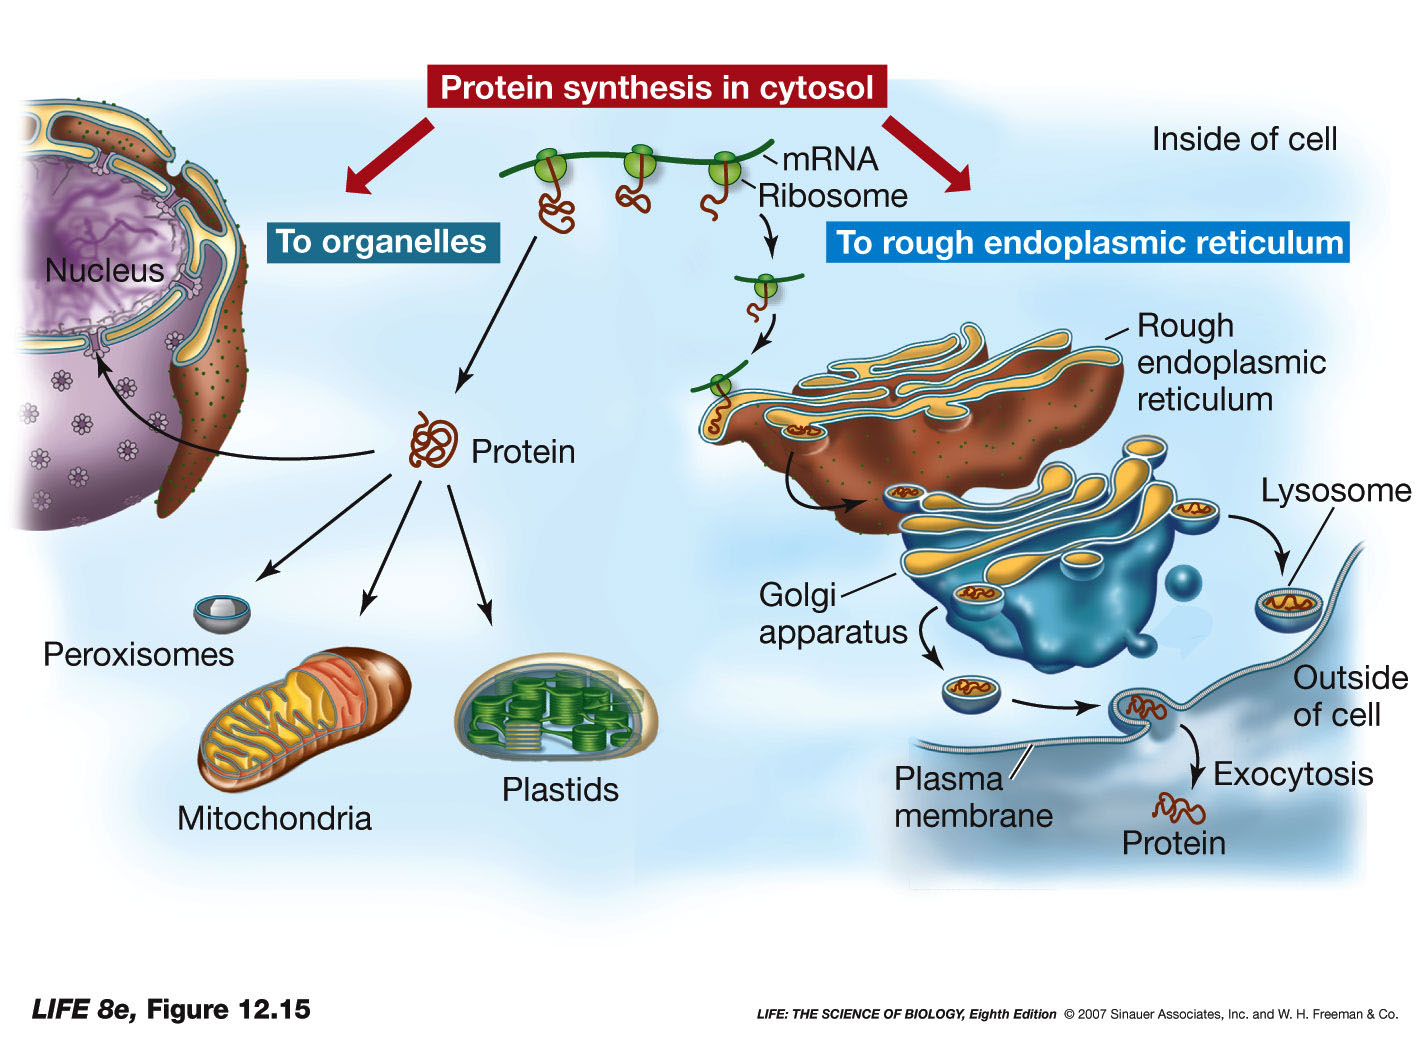 Protein synthesis in cytosol
Inside of cell
mRNA
Ribosome
To organelles
To rough endoplasmic reticulum
Nucleus
Rough
endoplasmic
reticulum
Protein
Lysosome
Golgi
apparatus
Peroxisomes
Outside
of cell
Mitochondria
Plastids
Plasma
membrane
Exocytosis
Protein
LIFE 8e, Figure 12.15
LIFE: THE SCIENCE OF BIOLOGY, Eighth Edition © 2007 Sinauer Associates, Inc. and W. H. Freeman & Co.